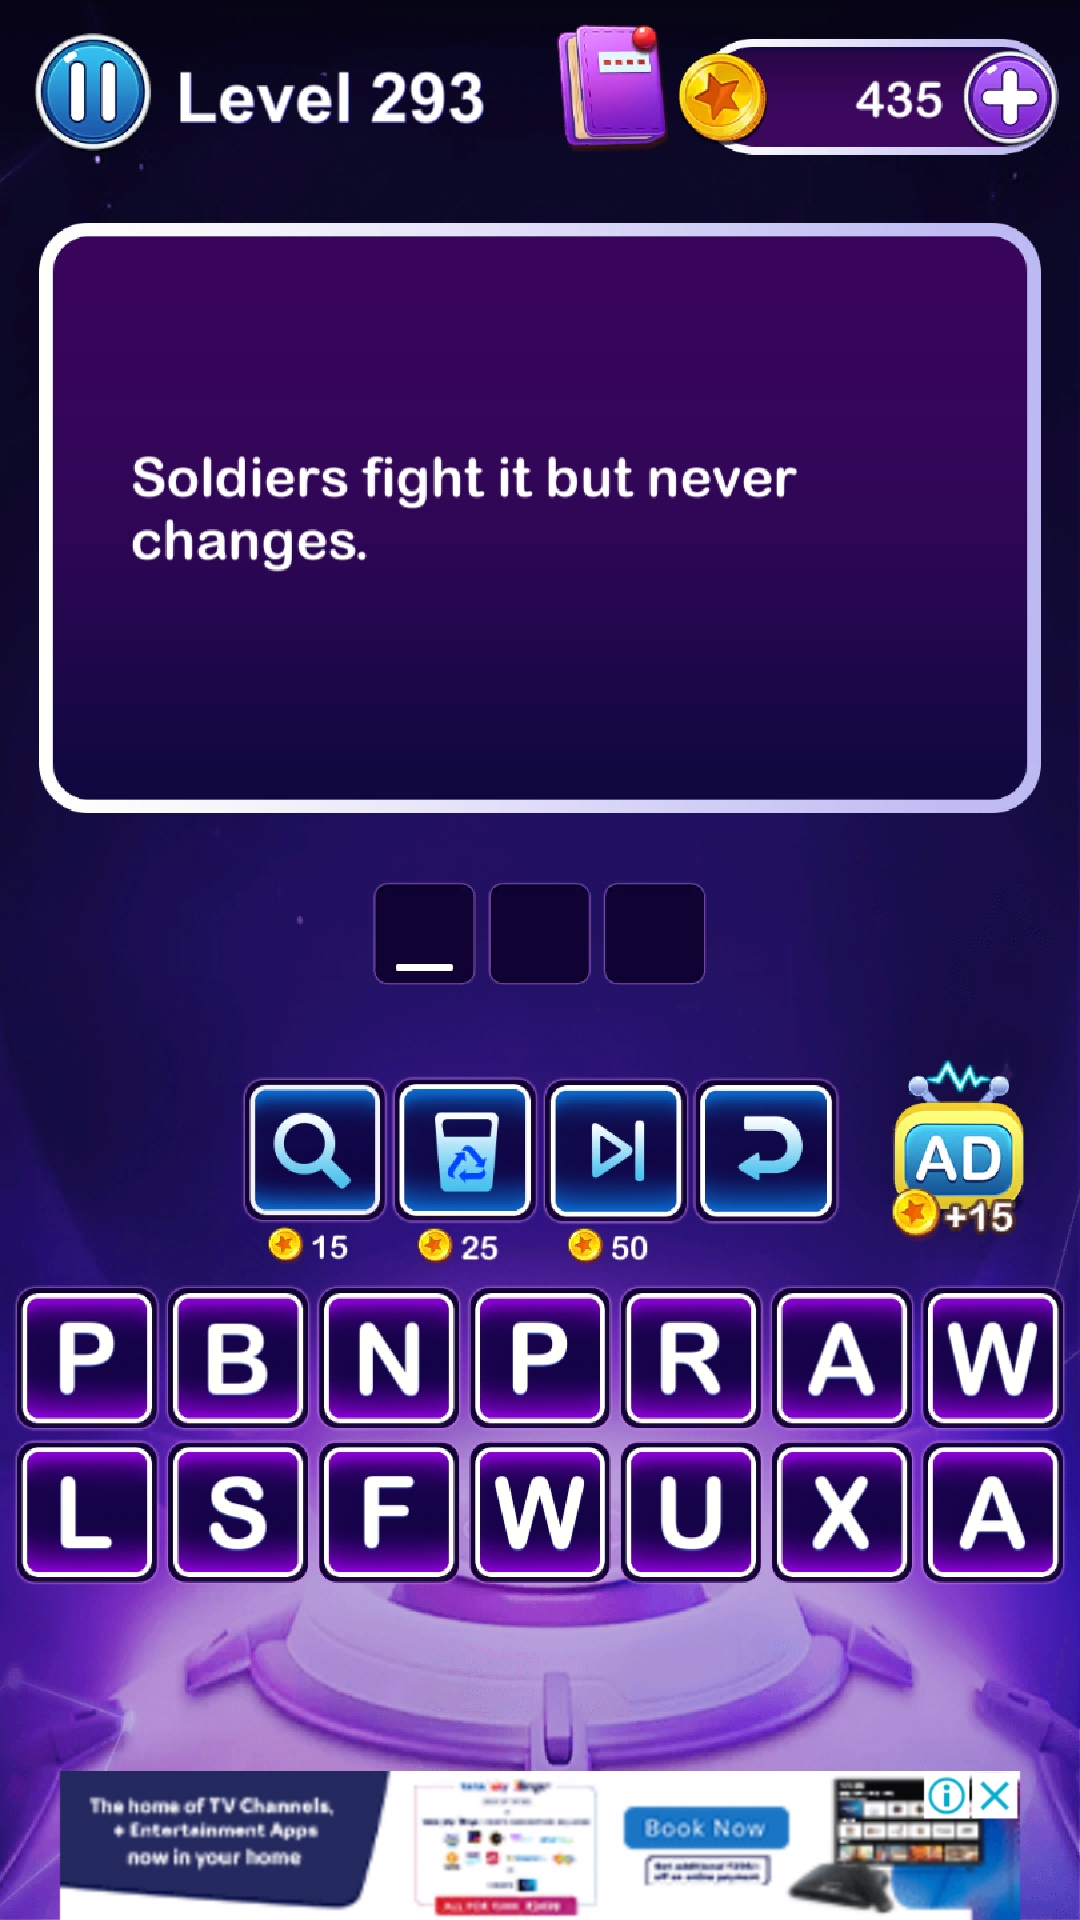 Level 293
435
Soldiers fight it but never
changes.
AD
+15
15 25 50
P B N P R A W
L S F W U X A
The home of TV Channels,
+ Entertainment Apps
now in your home
Book Now